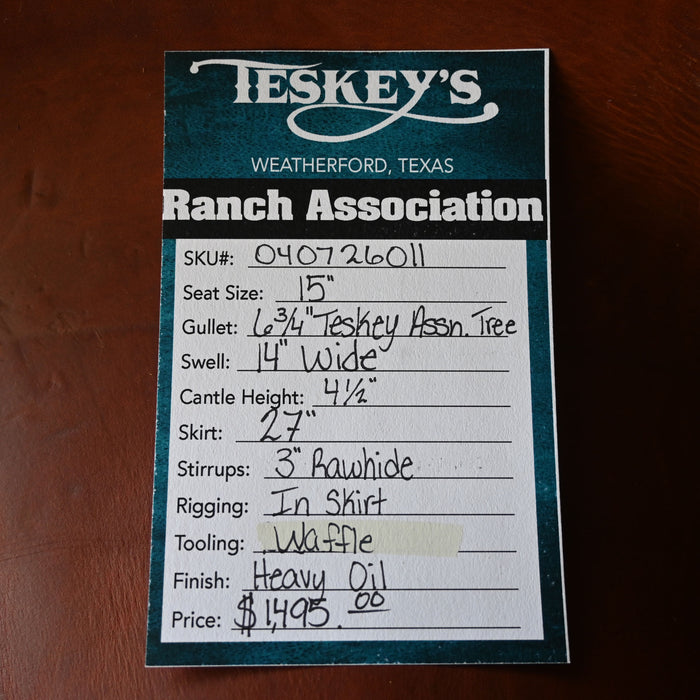 TESKEY'S
WEATHERFORD, TEXAS
Ranch Association
SKU#: 040726011
Seat Size: 15"
Gullet: 6 3/4" Teskey Assn. Tree
Swell: 14" Wide
Cantle Height: 4 1/2"
Skirt: 27"
Stirrups: 3" Rawhide
Rigging: In Skirt
Tooling: Waffle
Finish: Heavy Oil
Price: $1,495.00